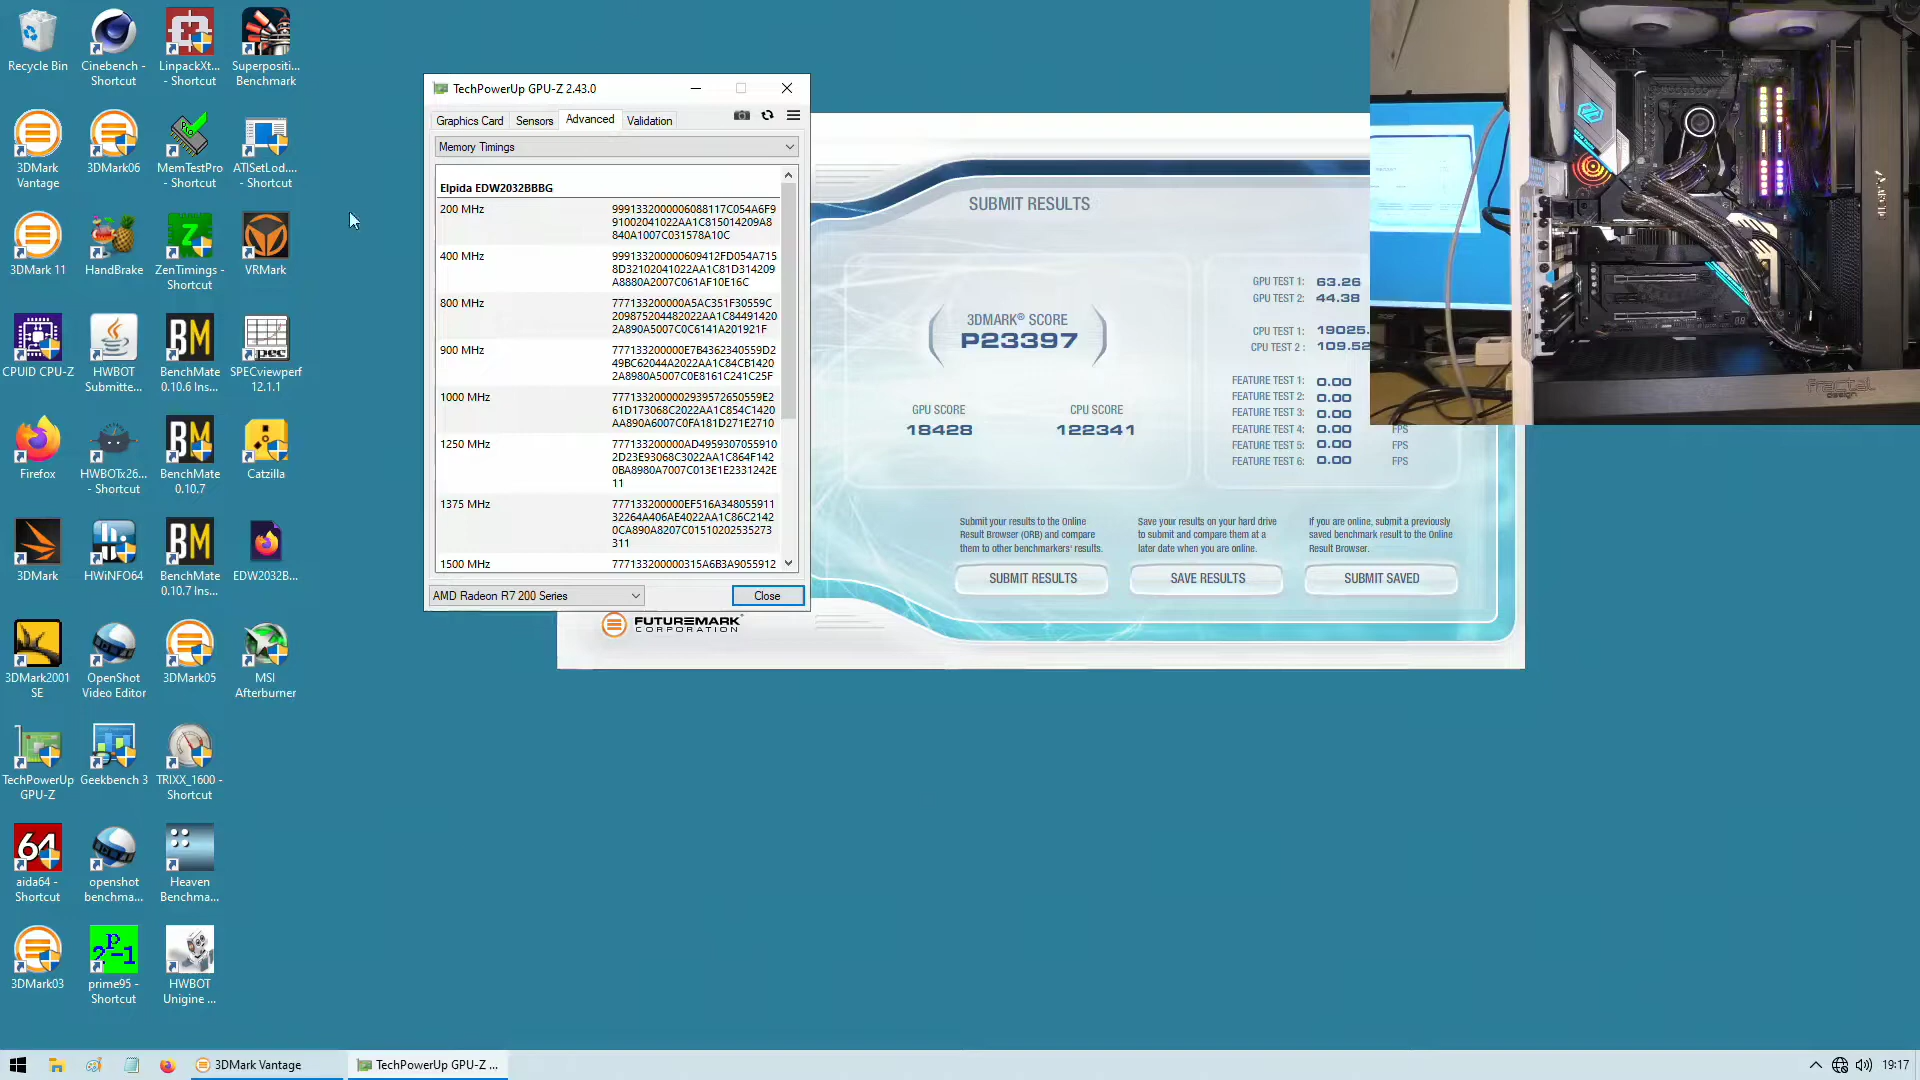 Recycle Bin
Cinebench -
Shortcut
LinpackXt...
- Shortcut
Superpositi...
Benchmark
3DMark
Vantage
3DMark06
MemTestPro
- Shortcut
ATISetLod....
- Shortcut
3DMark 11
HandBrake
ZenTimings -
Shortcut
VRMark
CPUID CPU-Z
HWBOT
Submitte...
BenchMate
0.10.6 Ins...
SPECviewperf
12.1.1
Firefox
HWBOTx26...
- Shortcut
BenchMate
0.10.7
Catzilla
3DMark
HWiNFO64
BenchMate
0.10.7 Ins...
EDW2032B...
3DMark2001
SE
OpenShot
Video Editor
3DMark05
MSI
Afterburner
TechPowerUp
GPU-Z
Geekbench 3
TRIXX_1600 -
Shortcut
aida64 -
Shortcut
openshot
benchma...
Heaven
Benchma...
3DMark03
prime95 -
Shortcut
HWBOT
Unigine ...
TechPowerUp GPU-Z 2.43.0
Graphics Card
Sensors
Advanced
Validation
Memory Timings
Elpida EDW2032BBBG
200 MHz
9991332000006088117C054A6F9
91002041022AA1C815014209A8
840A1007C031578A10C
400 MHz
999133200000609412FD054A715
8D32102041022AA1C81D314209
A8880A2007C061AF10E16C
800 MHz
777133200000A5AC351F30559C
209875204482022AA1C84491420
2A890A5007C0C6141A201921F
900 MHz
777133200000E7B4362340559D2
49BC62044A2022AA1C84CB1420
2A8980A5007C0E8161C241C25F
1000 MHz
7771332000002939572650559E2
61D173068C2022AA1C854C1420
AA890A6007C0FA181D271E2710
1250 MHz
777133200000AD4959307055910
2D23E93068C3022AA1C864F142
0BA8980A7007C013E1E2331242E
11
1375 MHz
777133200000EF516A348055911
32264A406AE4022AA1C86C2142
0CA890A8207C01510202535273
311
1500 MHz
777133200000315A6B3A9055912
AMD Radeon R7 200 Series
Close
SUBMIT RESULTS
3DMARK® SCORE
P23397
GPU SCORE
18428
CPU SCORE
122341
GPU TEST 1: 63.26
GPU TEST 2: 44.38
CPU TEST 1: 19025.
CPU TEST 2 : 109.52
FEATURE TEST 1: 0.00
FEATURE TEST 2: 0.00
FEATURE TEST 3: 0.00
FEATURE TEST 4: 0.00 FPS
FEATURE TEST 5: 0.00 FPS
FEATURE TEST 6: 0.00 FPS
Submit your results to the Online
Result Browser (ORB) and compare
them to other benchmarkers' results.
Save your results on your hard drive
to submit and compare them at a
later date when you are online.
If you are online, submit a previously
saved benchmark result to the Online
Result Browser.
SUBMIT RESULTS
SAVE RESULTS
SUBMIT SAVED
FUTUREMARK
CORPORATION
fractal
design
3DMark Vantage
TechPowerUp GPU-Z ...
19:17